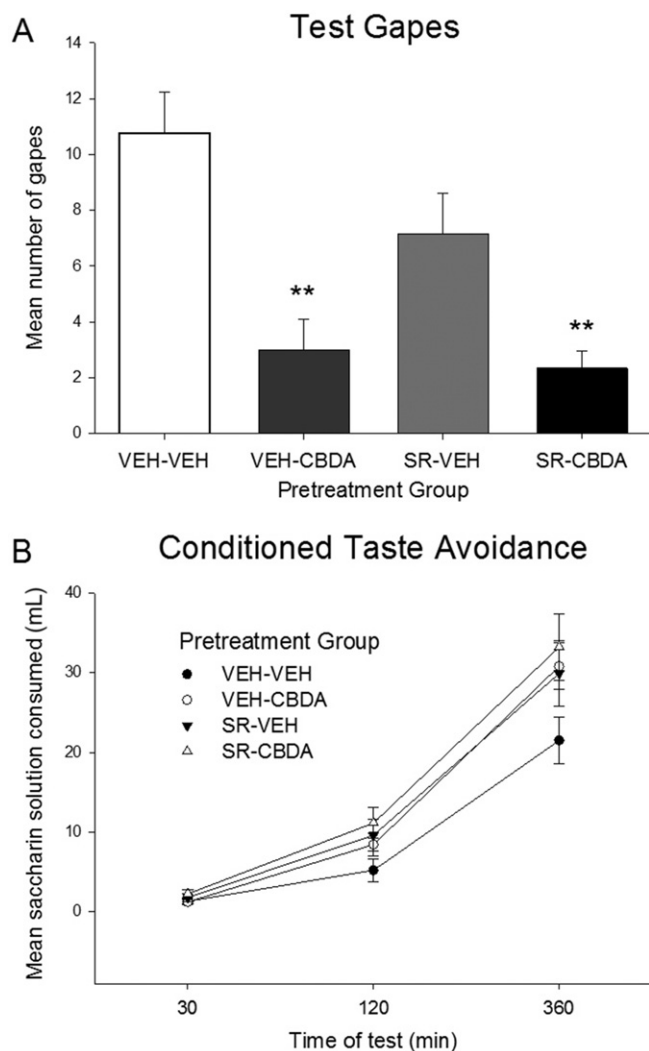 A
Test Gapes
14
12
10
8
6
4
2
0
Mean number of gapes
**
**
VEH-VEH VEH-CBDA SR-VEH SR-CBDA
Pretreatment Group
B
Conditioned Taste Avoidance
40
30
20
10
0
Mean saccharin solution consumed (mL)
Pretreatment Group
VEH-VEH
VEH-CBDA
SR-VEH
SR-CBDA
30 120 360
Time of test (min)